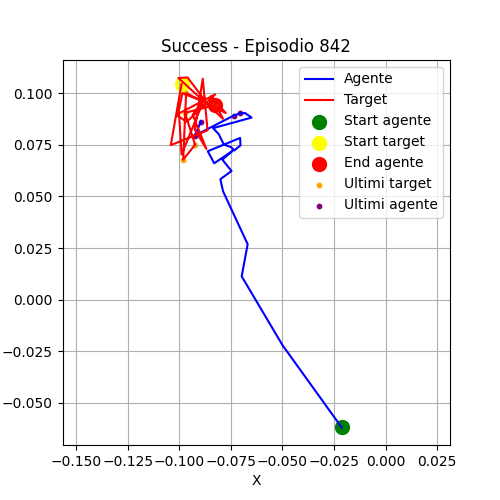 Success - Episodio 842
Agente
Target
Start agente
Start target
End agente
Ultimi target
Ultimi agente
0.100
0.075
0.050
0.025
0.000
−0.025
−0.050
−0.150 −0.125 −0.100 −0.075 −0.050 −0.025 0.000 0.025
X